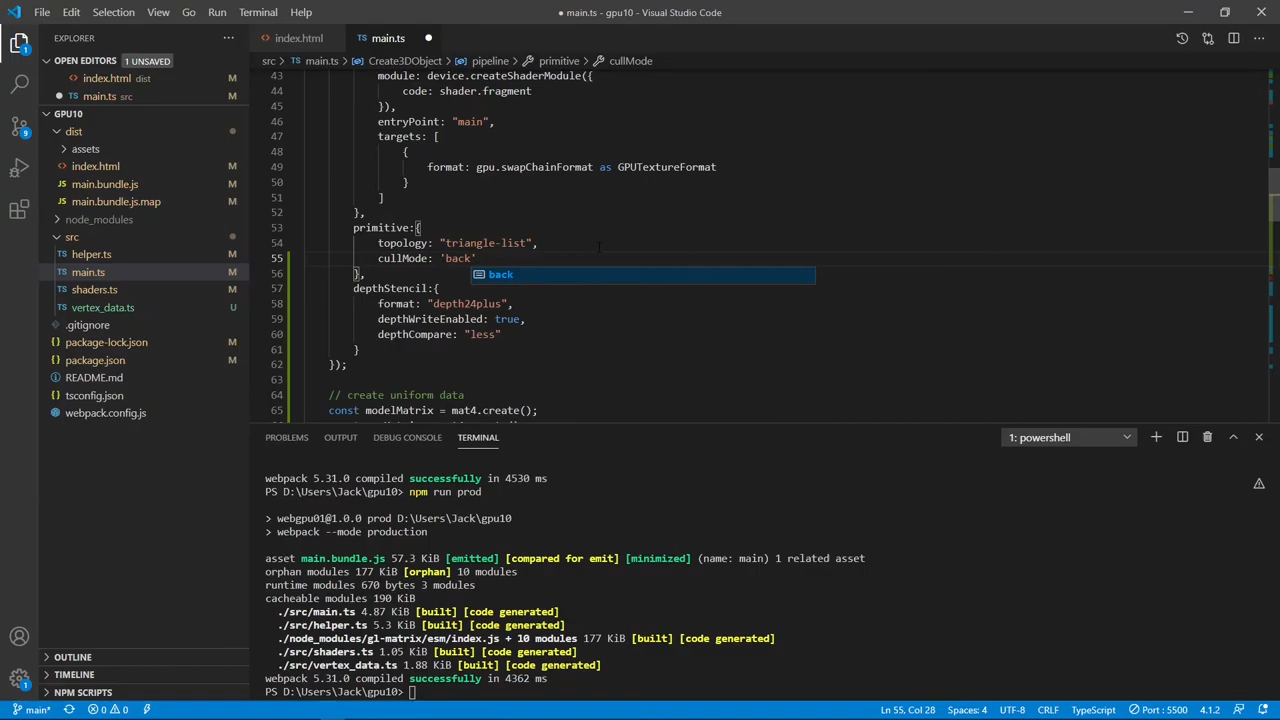 File Edit Selection View Go Run Terminal Help
● main.ts - gpu10 - Visual Studio Code
EXPLORER
OPEN EDITORS 1 UNSAVED
index.html dist M
main.ts src M
GPU10
dist
assets
index.html M
main.bundle.js M
main.bundle.js.map M
node_modules
src
helper.ts M
main.ts M
shaders.ts M
vertex_data.ts U
.gitignore
package-lock.json M
package.json M
README.md
tsconfig.json
webpack.config.js
OUTLINE
TIMELINE
NPM SCRIPTS
index.html
main.ts
src > main.ts > Create3DObject > pipeline > primitive > cullMode
43 module: device.createShaderModule({
44 code: shader.fragment
45 }),
46 entryPoint: "main",
47 targets: [
48 {
49 format: gpu.swapChainFormat as GPUTextureFormat
50 }
51 ]
52 },
53 primitive:{
54 topology: "triangle-list",
55 cullMode: 'back'
back
56 },
57 depthStencil:{
58 format: "depth24plus",
59 depthWriteEnabled: true,
60 depthCompare: "less"
61 }
62 });
63
64 // create uniform data
65 const modelMatrix = mat4.create();
PROBLEMS OUTPUT DEBUG CONSOLE TERMINAL
1: powershell
webpack 5.31.0 compiled successfully in 4530 ms
PS D:\Users\Jack\gpu10> npm run prod
> webgpu01@1.0.0 prod D:\Users\Jack\gpu10
> webpack --mode production
asset main.bundle.js 57.3 KiB [emitted] [compared for emit] [minimized] (name: main) 1 related asset
orphan modules 177 KiB [orphan] 10 modules
runtime modules 670 bytes 3 modules
cacheable modules 190 KiB
./src/main.ts 4.87 KiB [built] [code generated]
./src/helper.ts 5.3 KiB [built] [code generated]
./node_modules/gl-matrix/esm/index.js + 10 modules 177 KiB [built] [code generated]
./src/shaders.ts 1.05 KiB [built] [code generated]
./src/vertex_data.ts 1.88 KiB [built] [code generated]
webpack 5.31.0 compiled successfully in 4362 ms
PS D:\Users\Jack\gpu10>
1
9
1
main* 0 0
Ln 55, Col 28 Spaces: 4 UTF-8 CRLF TypeScript Port : 5500 4.1.2